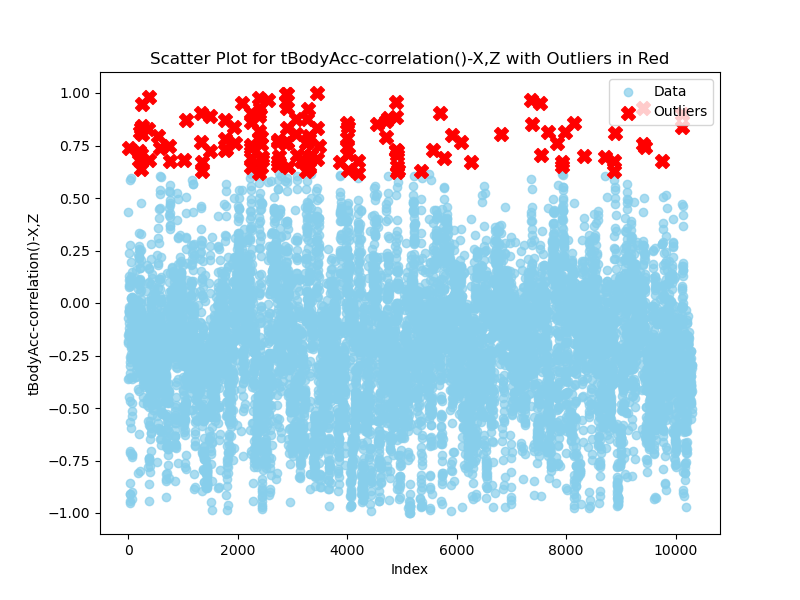 Scatter Plot for tBodyAcc-correlation()-X,Z with Outliers in Red
Data
Outliers
tBodyAcc-correlation()-X,Z
1.00
0.75
0.50
0.25
0.00
−0.25
−0.50
−0.75
−1.00
0 2000 4000 6000 8000 10000
Index